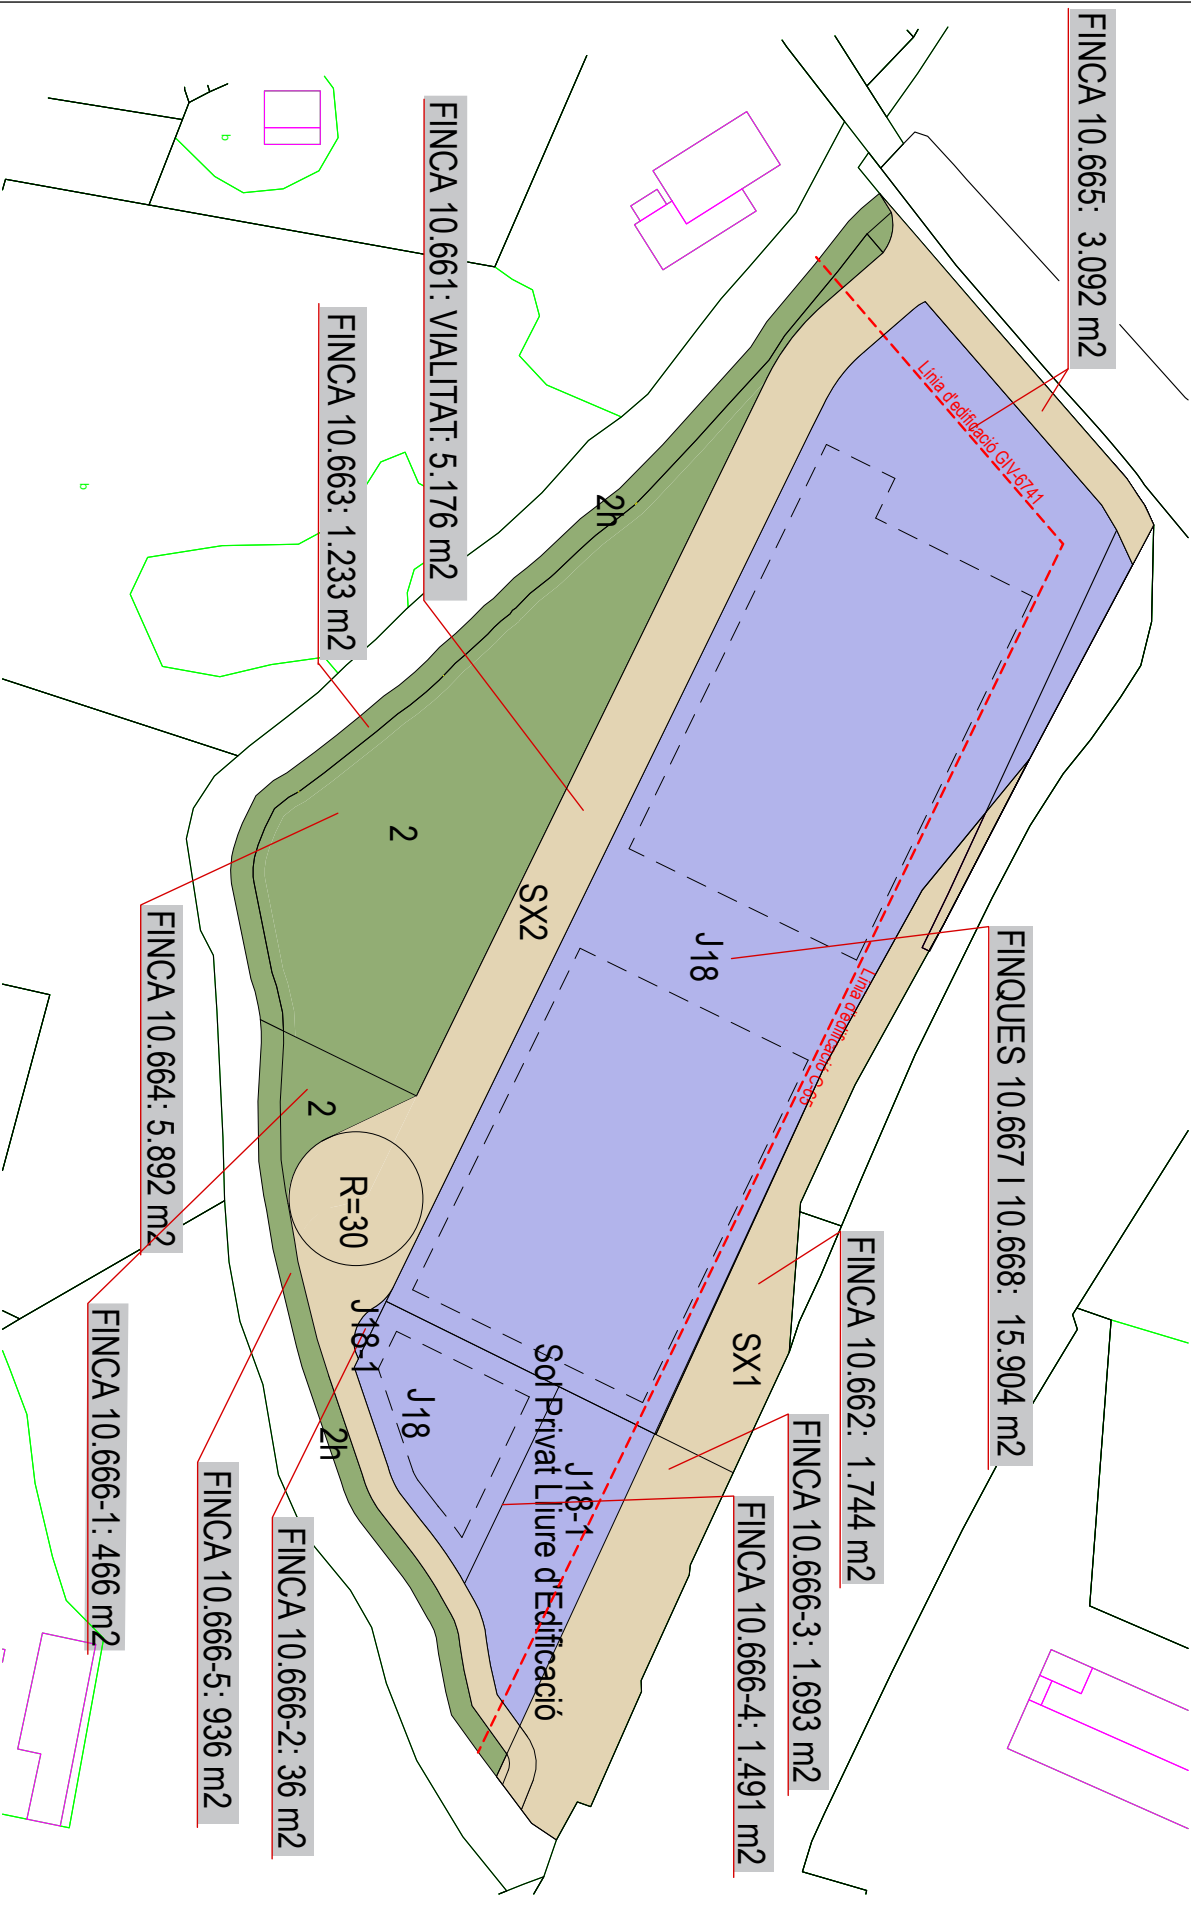 FINCA 10.665: 3.092 m2
FINCA 10.661: VIALITAT: 5.176 m2
FINCA 10.663: 1.233 m2
Línia d'edificació GIV-6741
2h
2
SX2
J18
Línia d'edificació C-65
FINQUES 10.667 I 10.668: 15.904 m2
FINCA 10.664: 5.892 m2
2
R=30
FINCA 10.662: 1.744 m2
SX1
J18-1
J18
Sol Privat Lliure d'Edificació
J18-1
2h
FINCA 10.666-3: 1.693 m2
FINCA 10.666-4: 1.491 m2
FINCA 10.666-1: 466 m2
FINCA 10.666-5: 936 m2
FINCA 10.666-2: 36 m2